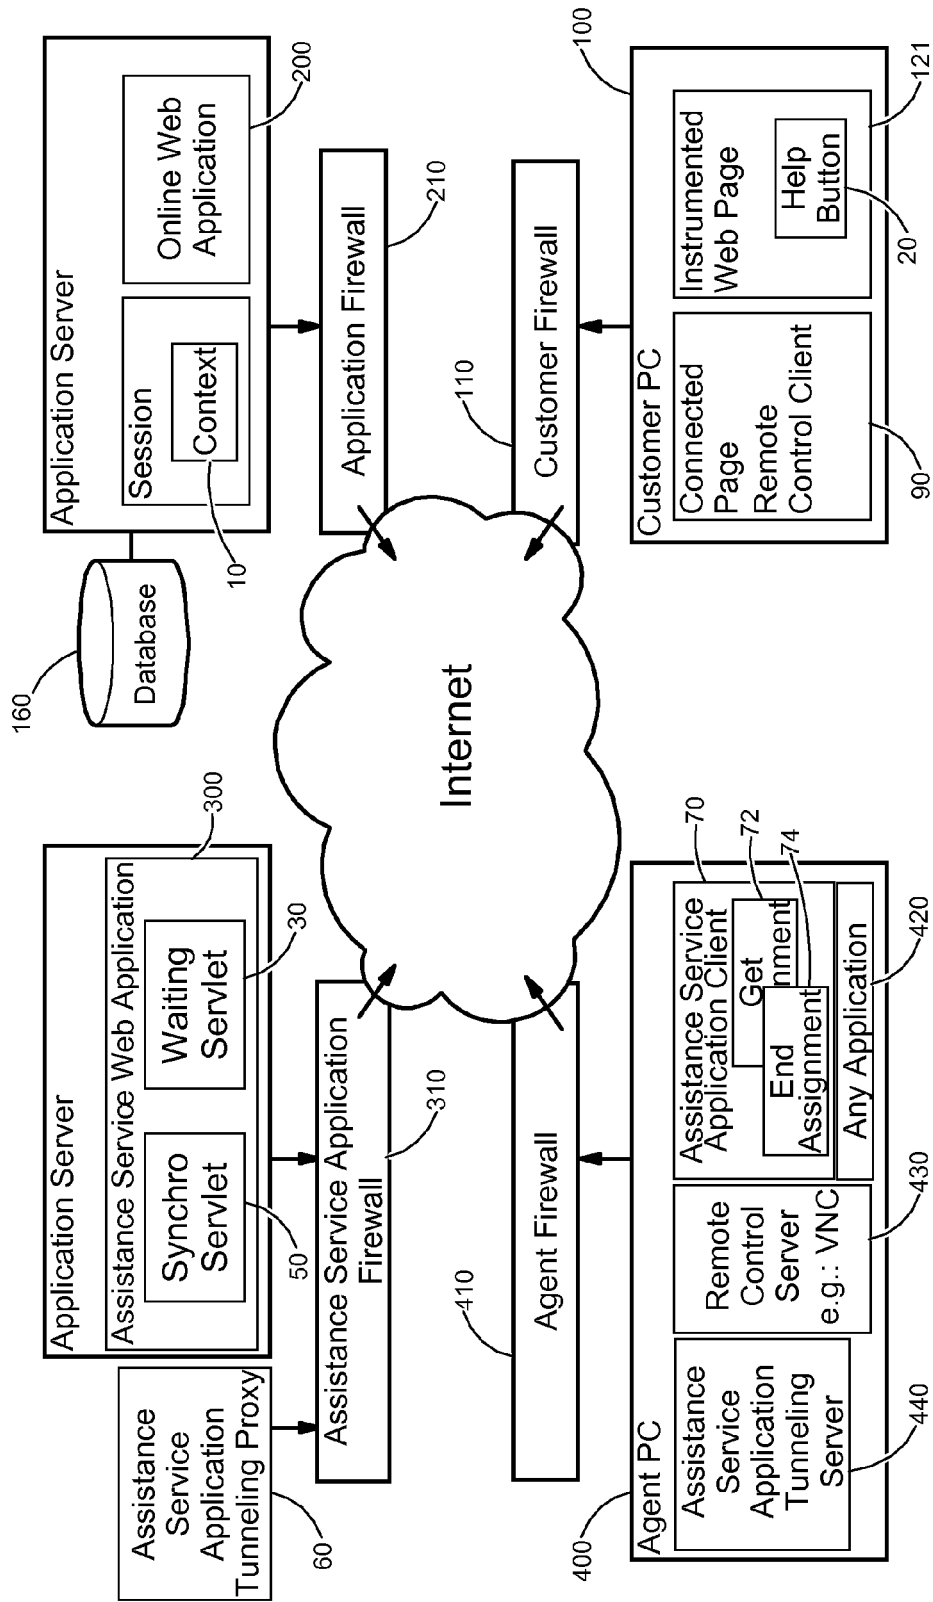 Application Server
Assistance Service Web Application
300
Synchro
Servlet
50
Waiting
Servlet
30
Assistance
Service
Application
Tunneling Proxy
60
Assistance Service Application
Firewall
310
160
Database
Application Server
Session
Context
10
Online Web
Application
200
Application Firewall
210
Internet
410
Agent Firewall
110
Customer Firewall
400
Agent PC
Assistance
Service
Application
Tunneling
Server
440
Remote
Control
Server
e.g.: VNC
430
Assistance Service
Application Client
70
Get
nment
72
End
Assignment
74
Any Application
420
Customer PC
100
Connected
Page
Remote
Control Client
90
Instrumented
Web Page
Help
Button
20
121